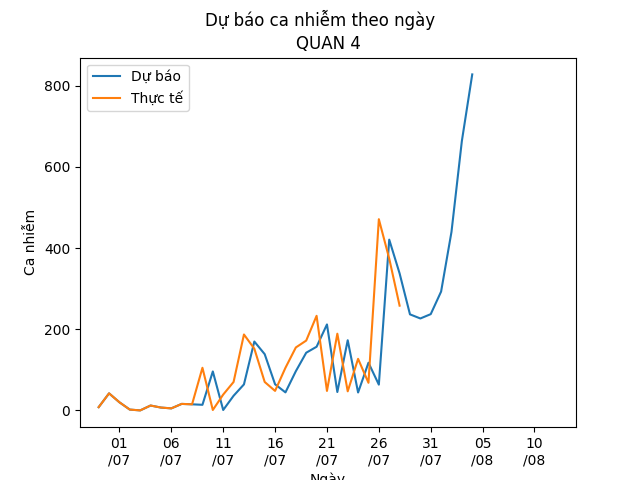 Dự báo ca nhiễm theo ngày
QUAN 4
Dự báo
Thực tế
Ca nhiễm
800
600
400
200
0
01 06 11 16 21 26 31 05 10
/07 /07 /07 /07 /07 /07 /07 /08 /08
Ngày